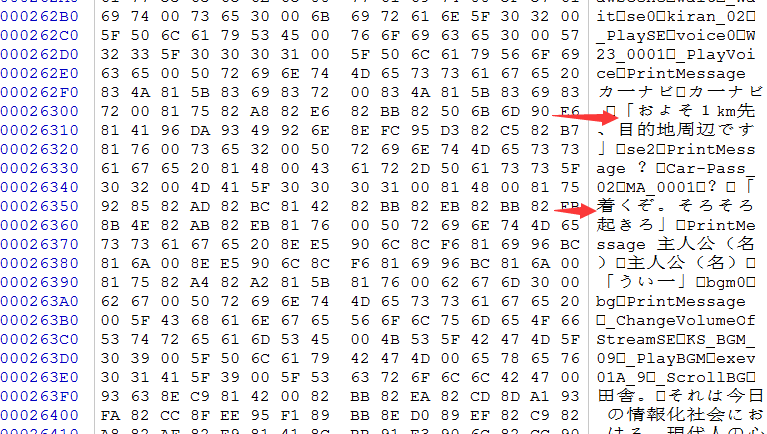 000262B0 69 74 00 73 65 30 00 6B 69 72 61 6E 5F 30 32 00 it□se0□kiran_02□
000262C0 5F 50 6C 61 79 53 45 00 76 6F 69 63 65 30 00 57 _PlaySE□voice0□W
000262D0 32 33 5F 30 30 30 31 00 5F 50 6C 61 79 56 6F 69 23_0001□_PlayVoi
000262E0 63 65 00 50 72 69 6E 74 4D 65 73 73 61 67 65 20 ce□PrintMessage
000262F0 83 4A 81 5B 83 69 83 72 00 83 4A 81 5B 83 69 83 カーナビ□カーナビ
00026300 72 00 81 75 82 A8 82 E6 82 BB 82 50 6B 6D 90 E6 □「およそ１km先
00026310 81 41 96 DA 93 49 92 6E 8E FC 95 D3 82 C5 82 B7 、目的地周辺です
00026320 81 76 00 73 65 32 00 50 72 69 6E 74 4D 65 73 73 」□se2□PrintMess
00026330 61 67 65 20 81 48 00 43 61 72 2D 50 61 73 73 5F age ？□Car-Pass_
00026340 30 32 00 4D 41 5F 30 30 30 31 00 81 48 00 81 75 02□MA_0001□？□「
00026350 92 85 82 AD 82 BC 81 42 82 BB 82 EB 82 BB 82 EB 着くぞ。そろそろ
00026360 8B 4E 82 AB 82 EB 81 76 00 50 72 69 6E 74 4D 65 起きろ」□PrintMe
00026370 73 73 61 67 65 20 8E E5 90 6C 8C F6 81 69 96 BC ssage 主人公（名
00026380 81 6A 00 8E E5 90 6C 8C F6 81 69 96 BC 81 6A 00 ）□主人公（名）□
00026390 81 75 82 A4 82 A2 81 5B 81 76 00 62 67 6D 30 00 「ういー」□bgm0□
000263A0 62 67 00 50 72 69 6E 74 4D 65 73 73 61 67 65 20 bg□PrintMessage
000263B0 00 5F 43 68 61 6E 67 65 56 6F 6C 75 6D 65 4F 66 □_ChangeVolumeOf
000263C0 53 74 72 65 61 6D 53 45 00 4B 53 5F 42 47 4D 5F StreamSE□KS_BGM_
000263D0 30 39 00 5F 50 6C 61 79 42 47 4D 00 65 78 65 76 09□_PlayBGM□exev
000263E0 30 31 41 5F 39 00 5F 53 63 72 6F 6C 6C 42 47 00 01A_9□_ScrollBG□
000263F0 93 63 8E C9 81 42 00 82 BB 82 EA 82 CD 8D A1 93 田舎。□それは今日
00026400 FA 82 CC 8F EE 95 F1 89 BB 8E D0 89 EF 82 C9 82 の情報化社会にお